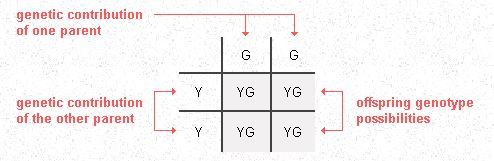 genetic contribution
of one parent
G G
Y YG YG
genetic contribution
of the other parent
Y YG YG
offspring genotype
possibilities